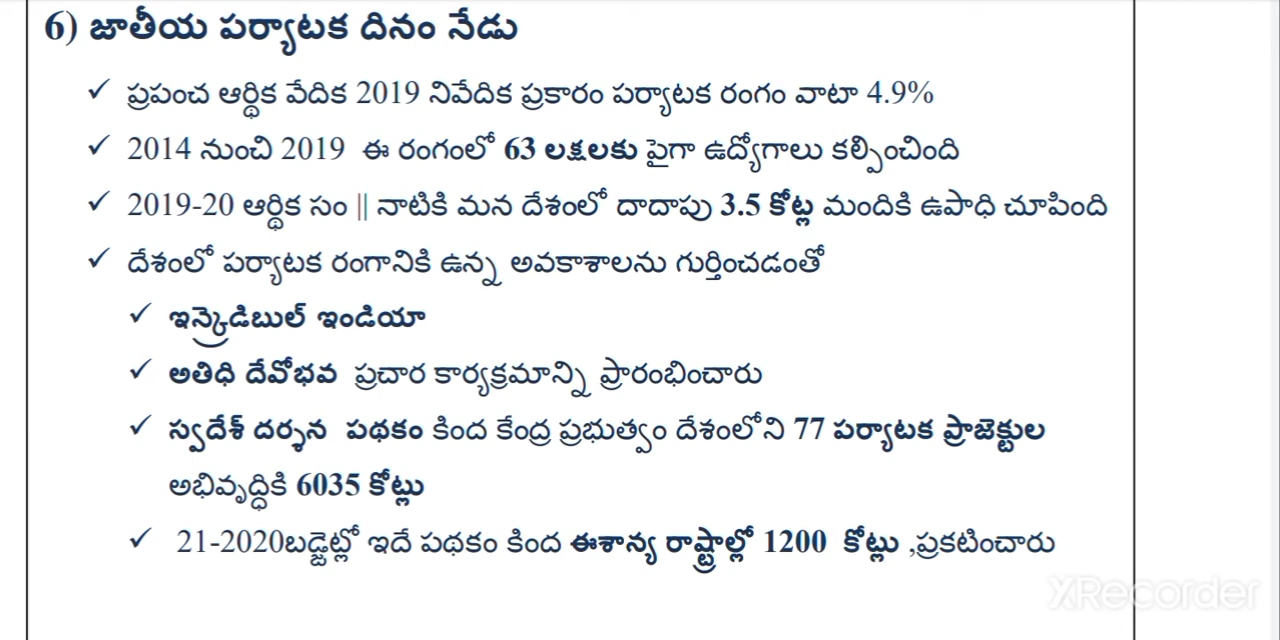 6) జాతీయ పర్యాటక దినం నేడు
✓ ప్రపంచ ఆర్థిక వేదిక 2019 నివేదిక ప్రకారం పర్యాటక రంగం వాటా 4.9%
✓ 2014 నుంచి 2019 ఈ రంగంలో 63 లక్షలకు పైగా ఉద్యోగాలు కల్పించింది
✓ 2019-20 ఆర్థిక సం || నాటికి మన దేశంలో దాదాపు 3.5 కోట్ల మందికి ఉపాధి చూపింది
✓ దేశంలో పర్యాటక రంగానికి ఉన్న అవకాశాలను గుర్తించడంతో
✓ ఇన్క్రెడిబుల్ ఇండియా
✓ అతిధి దేవోభవ ప్రచార కార్యక్రమాన్ని ప్రారంభించారు
✓ స్వదేశ్ దర్శన పథకం కింద కేంద్ర ప్రభుత్వం దేశంలోని 77 పర్యాటక ప్రాజెక్టుల
అభివృద్ధికి 6035 కోట్లు
✓ 21-2020బడ్జెట్లో ఇదే పథకం కింద ఈశాన్య రాష్ట్రాల్లో 1200 కోట్లు ,ప్రకటించారు
XRecorder